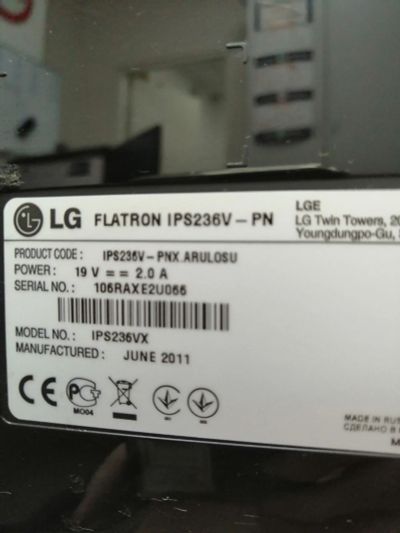 LG FLATRON IPS236V-PN
LGE
LG Twin Towers, 20
Youngdungpo-Gu, S
PRODUCT CODE : IPS236V-PNX.ARULOSU
POWER : 19 V == 2.0 A
SERIAL NO. : 106RAXE2U066
MODEL NO. : IPS236VX
MANUFACTURED : JUNE 2011
CE
MO04
MADE IN RUS
СДЕЛАНО В